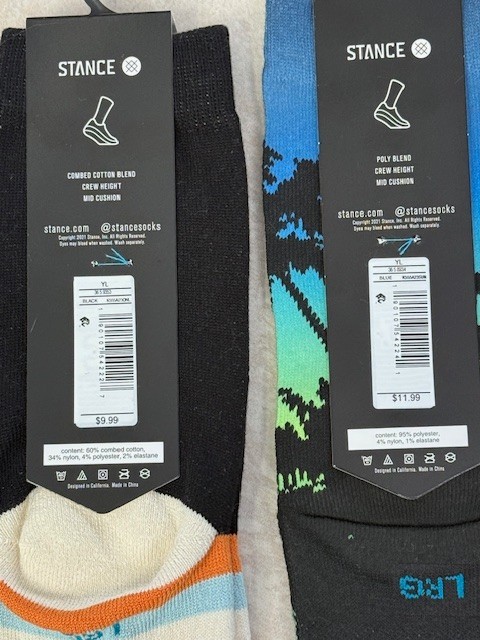 STANCE
COMBED COTTON BLEND
CREW HEIGHT
MID CUSHION
stance.com @stancesocks
Copyright 2021 Stance, Inc. All Rights Reserved.
Dyes may bleed when washed. Wash separately.
YL
BLACK
$9.99
content: 60% combed cotton,
34% nylon, 4% polyester, 2% elastane
Designed in California. Made in China
STANCE
POLY BLEND
CREW HEIGHT
MID CUSHION
stance.com @stancesocks
Copyright 2021 Stance, Inc. All Rights Reserved.
Dyes may bleed when washed. Wash separately.
YL
BLUE
$11.99
content: 95% polyester,
4% nylon, 1% elastane
Designed in California. Made in China
LRG